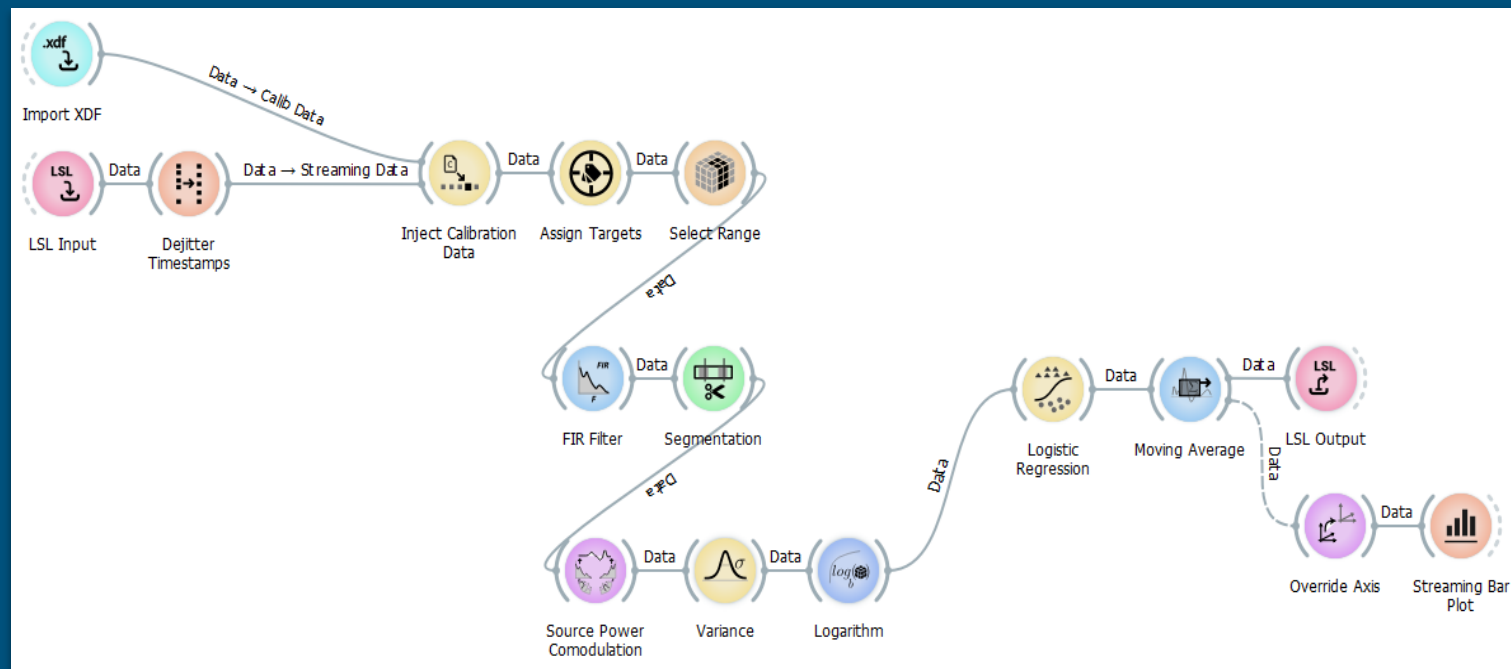 .xdf
Import XDF
Data → Calib Data
LSL
LSL Input
Data
Dejitter
Timestamps
Data → Streaming Data
C
Inject Calibration
Data
Data
Assign Targets
Data
Select Range
Data
FIR
F
FIR Filter
Data
Segmentation
Data
Source Power
Comodulation
Data
σ
Variance
Data
log( )
b
Logarithm
Data
Logistic
Regression
Data
Moving Average
Data
LSL
LSL Output
Data
Override Axis
Data
Streaming Bar
Plot